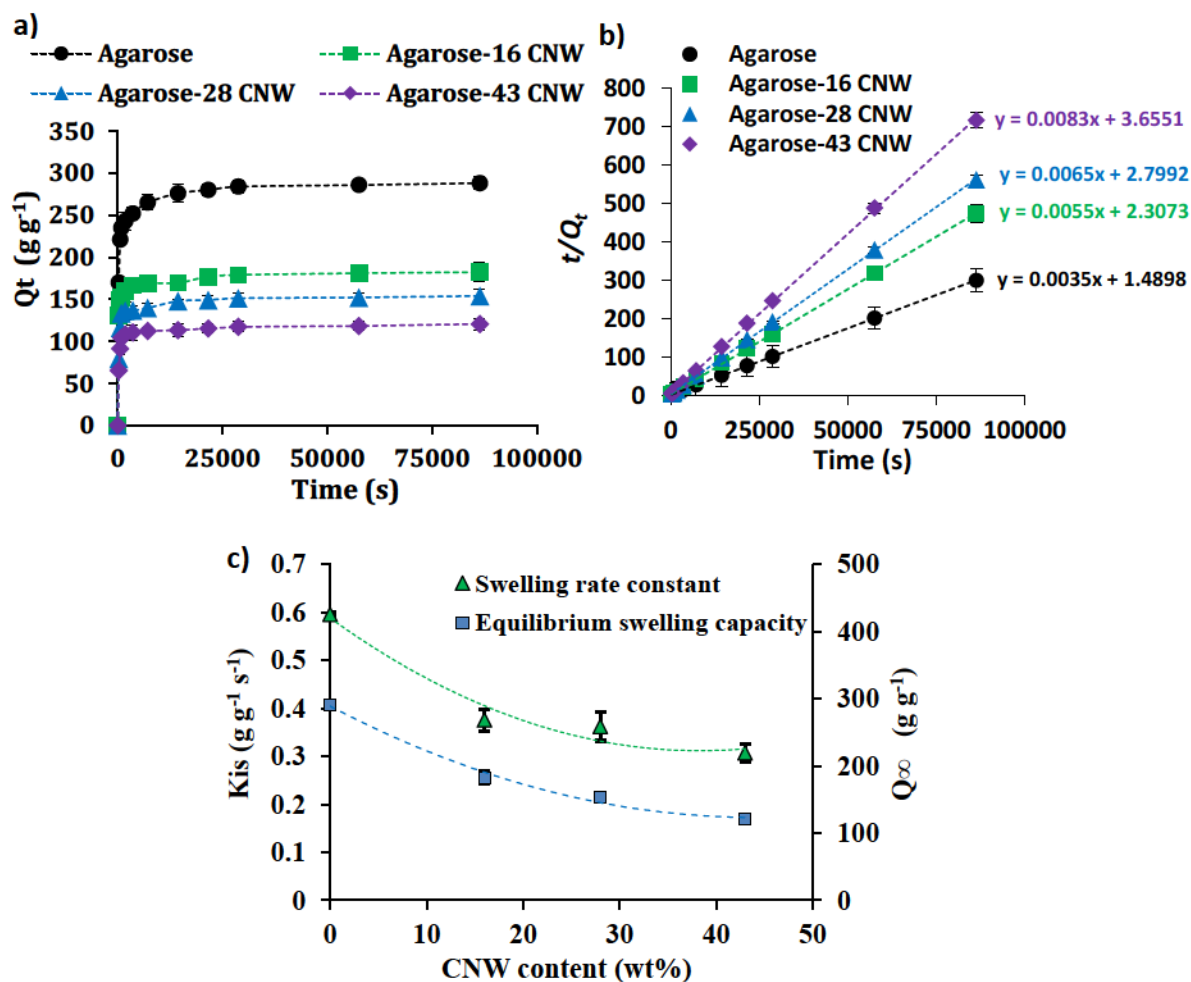 a)
Agarose
Agarose-16 CNW
Agarose-28 CNW
Agarose-43 CNW
350
300
250
200
150
100
50
0
Qt (g g⁻¹)
0 25000 50000 75000 100000
Time (s)
b)
Agarose
Agarose-16 CNW
Agarose-28 CNW
Agarose-43 CNW
800
700
600
500
400
300
200
100
0
t/Qt
y = 0.0083x + 3.6551
y = 0.0065x + 2.7992
y = 0.0055x + 2.3073
y = 0.0035x + 1.4898
0 25000 50000 75000 100000
Time (s)
c)
Swelling rate constant
Equilibrium swelling capacity
0.7
0.6
0.5
0.4
0.3
0.2
0.1
0
Kis (g g⁻¹ s⁻¹)
500
400
300
200
100
0
Q∞ (g g⁻¹)
0 10 20 30 40 50
CNW content (wt%)